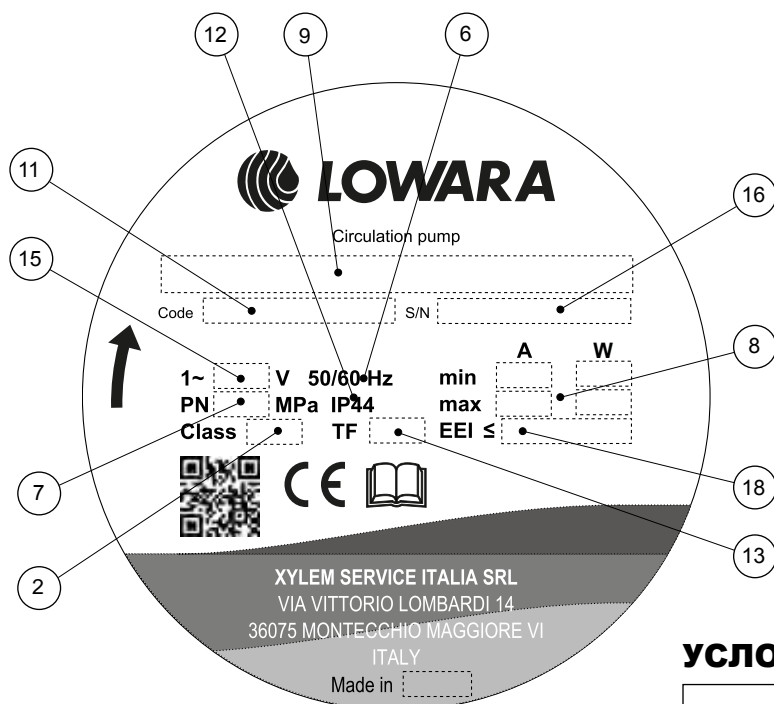 12 9 6
LOWARA
11
16
Circulation pump
15
Code S/N
A W
8
1~ V 50/60 Hz min
PN MPa IP44 max
Class TF EEI ≤
7
18
CE
2
13
XYLEM SERVICE ITALIA SRL
VIA VITTORIO LOMBARDI 14
36075 MONTECCHIO MAGGIORE VI
ITALY
УСЛО
Made in